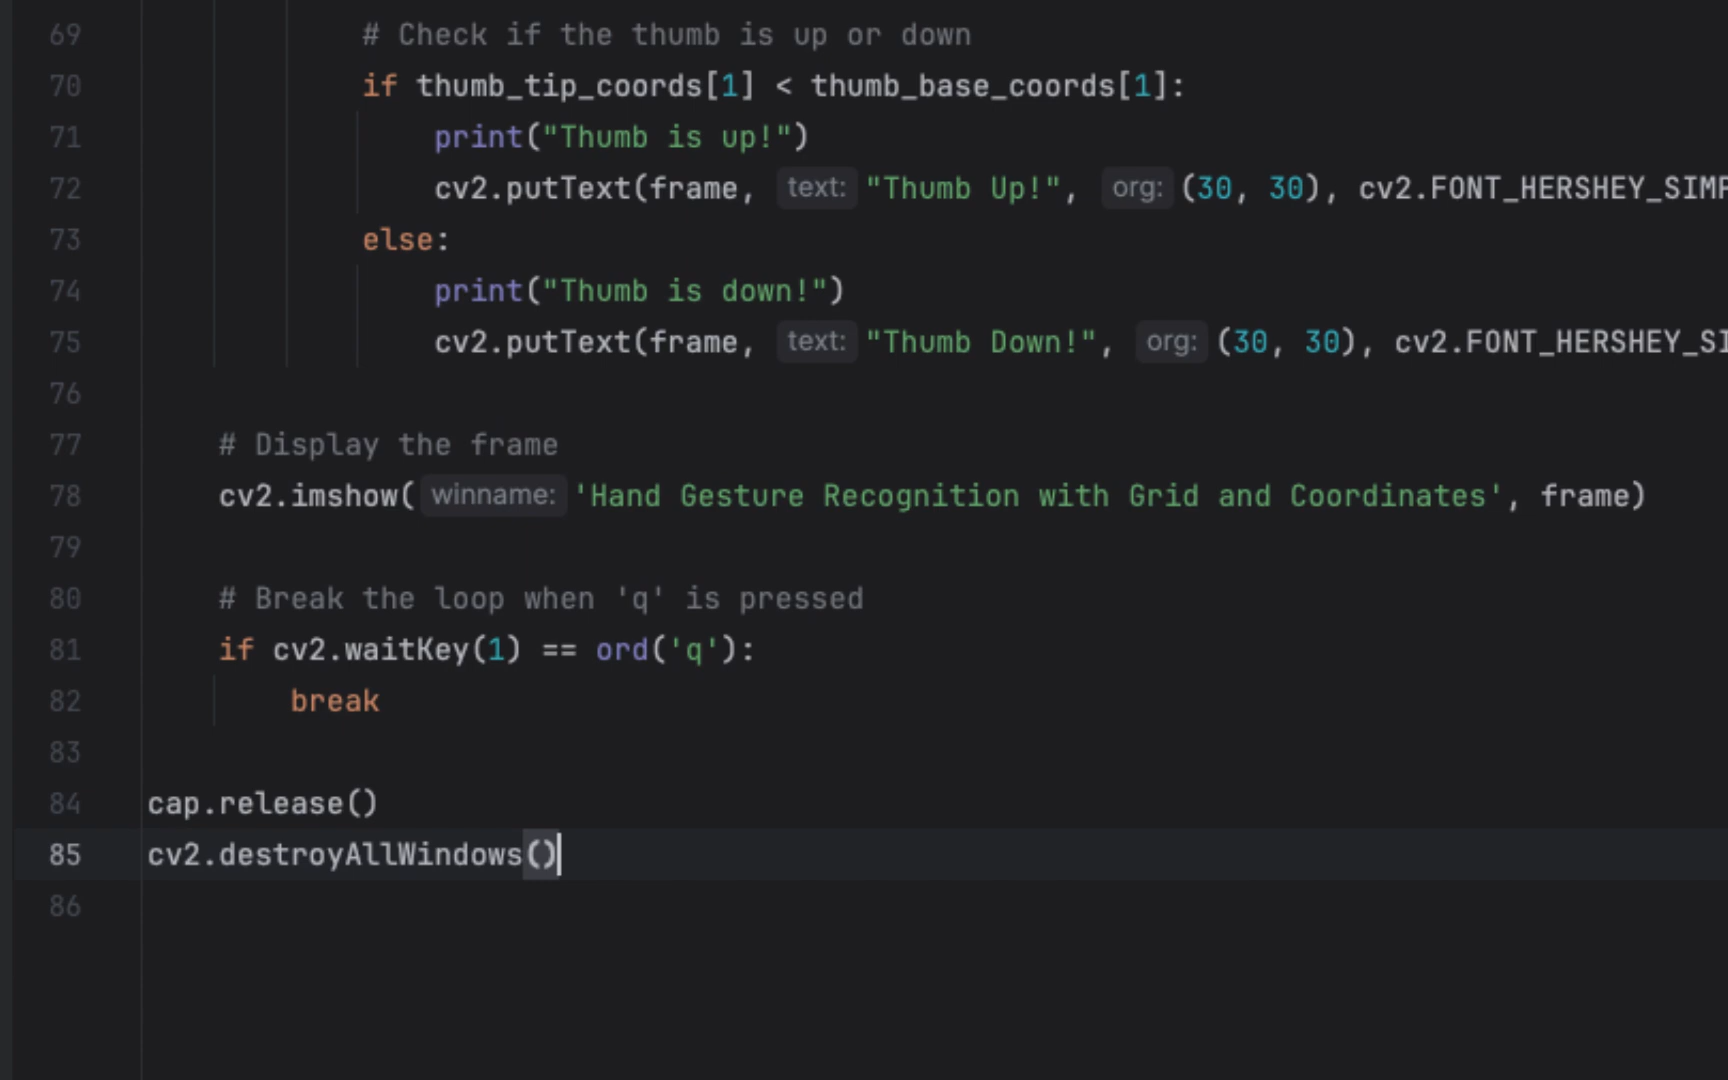 69 # Check if the thumb is up or down
70 if thumb_tip_coords[1] < thumb_base_coords[1]:
71 print("Thumb is up!")
72 cv2.putText(frame, text: "Thumb Up!", org: (30, 30), cv2.FONT_HERSHEY_SIMP
73 else:
74 print("Thumb is down!")
75 cv2.putText(frame, text: "Thumb Down!", org: (30, 30), cv2.FONT_HERSHEY_SI
76
77 # Display the frame
78 cv2.imshow( winname: 'Hand Gesture Recognition with Grid and Coordinates', frame)
79
80 # Break the loop when 'q' is pressed
81 if cv2.waitKey(1) == ord('q'):
82 break
83
84 cap.release()
85 cv2.destroyAllWindows()
86